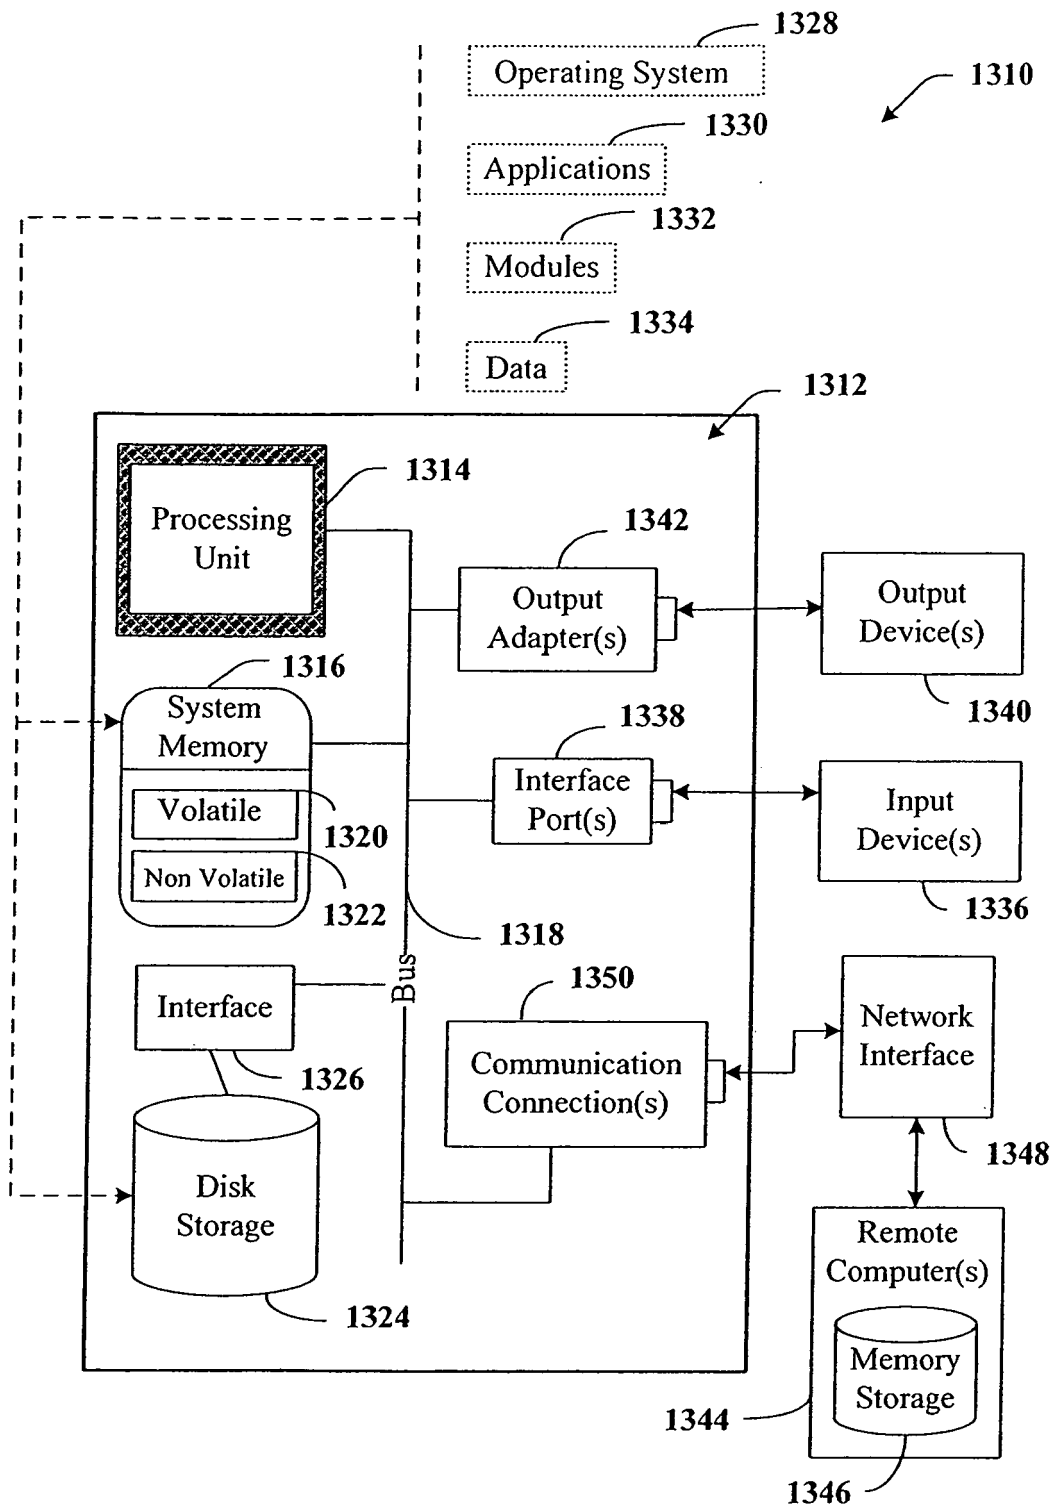 1328
Operating System
1310
1330
Applications
1332
Modules
1334
Data
1312
1314
Processing
Unit
1342
Output
Adapter(s)
Output
Device(s)
1340
1316
System
Memory
Volatile
1320
Non Volatile
1322
1338
Interface
Port(s)
Input
Device(s)
1336
1318
Bus
Interface
1326
1350
Communication
Connection(s)
Network
Interface
1348
Disk
Storage
1324
Remote
Computer(s)
Memory
Storage
1344
1346